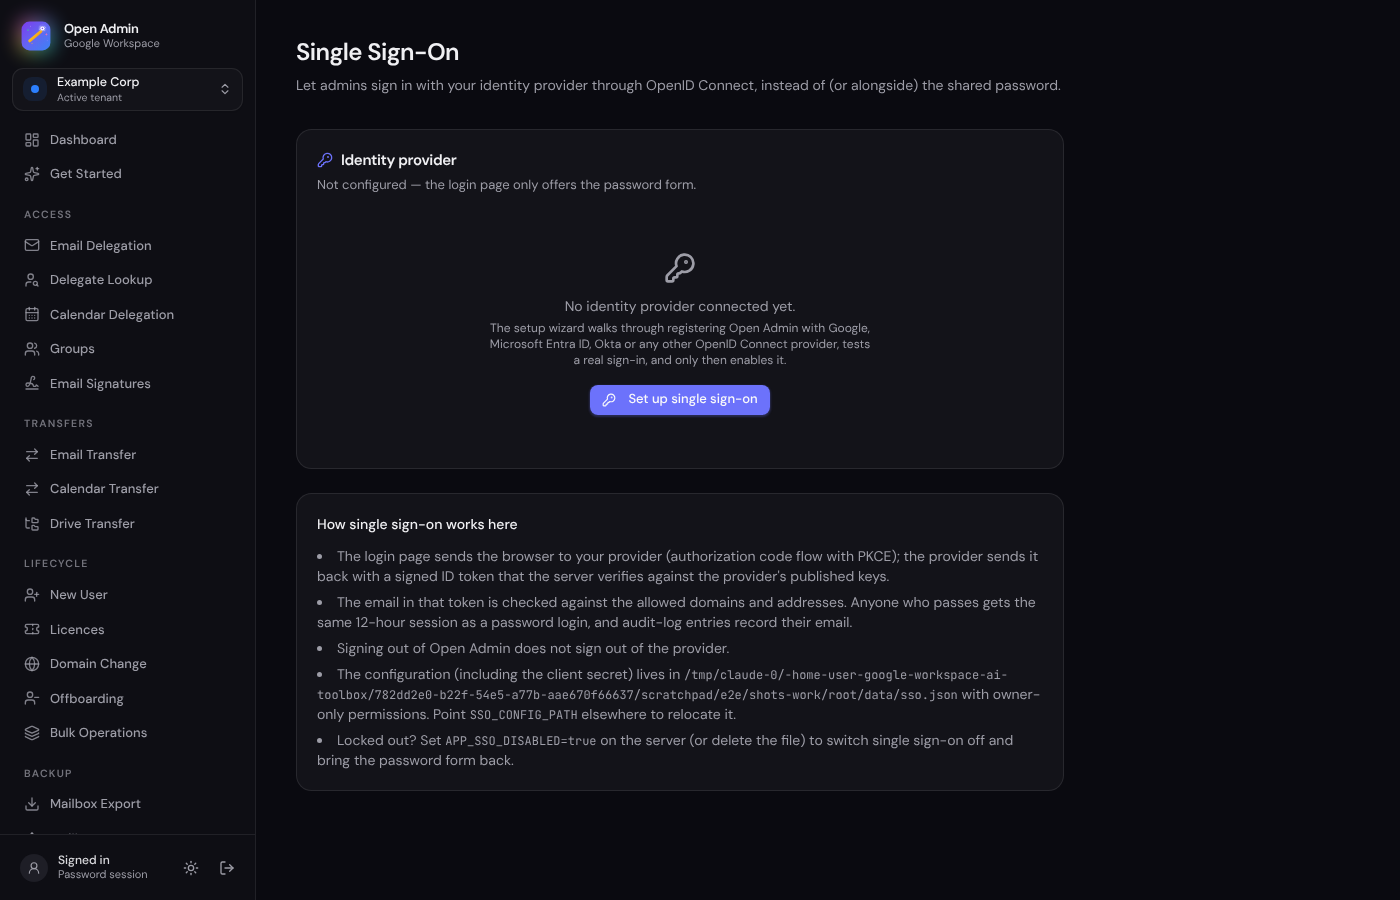 Open Admin
Google Workspace
Example Corp
Active tenant
Dashboard
Get Started
ACCESS
Email Delegation
Delegate Lookup
Calendar Delegation
Groups
Email Signatures
TRANSFERS
Email Transfer
Calendar Transfer
Drive Transfer
LIFECYCLE
New User
Licences
Domain Change
Offboarding
Bulk Operations
BACKUP
Mailbox Export
Signed in
Password session
Single Sign-On
Let admins sign in with your identity provider through OpenID Connect, instead of (or alongside) the shared password.
Identity provider
Not configured — the login page only offers the password form.
No identity provider connected yet.
The setup wizard walks through registering Open Admin with Google,
Microsoft Entra ID, Okta or any other OpenID Connect provider, tests
a real sign-in, and only then enables it.
Set up single sign-on
How single sign-on works here
• The login page sends the browser to your provider (authorization code flow with PKCE); the provider sends it
back with a signed ID token that the server verifies against the provider's published keys.
• The email in that token is checked against the allowed domains and addresses. Anyone who passes gets the
same 12-hour session as a password login, and audit-log entries record their email.
• Signing out of Open Admin does not sign out of the provider.
• The configuration (including the client secret) lives in /tmp/claude-0/-home-user-google-workspace-ai-
toolbox/782dd2e0-b22f-54e5-a77b-aae670f66637/scratchpad/e2e/shots-work/root/data/sso.json with owner-
only permissions. Point SSO_CONFIG_PATH elsewhere to relocate it.
• Locked out? Set APP_SSO_DISABLED=true on the server (or delete the file) to switch single sign-on off and
bring the password form back.